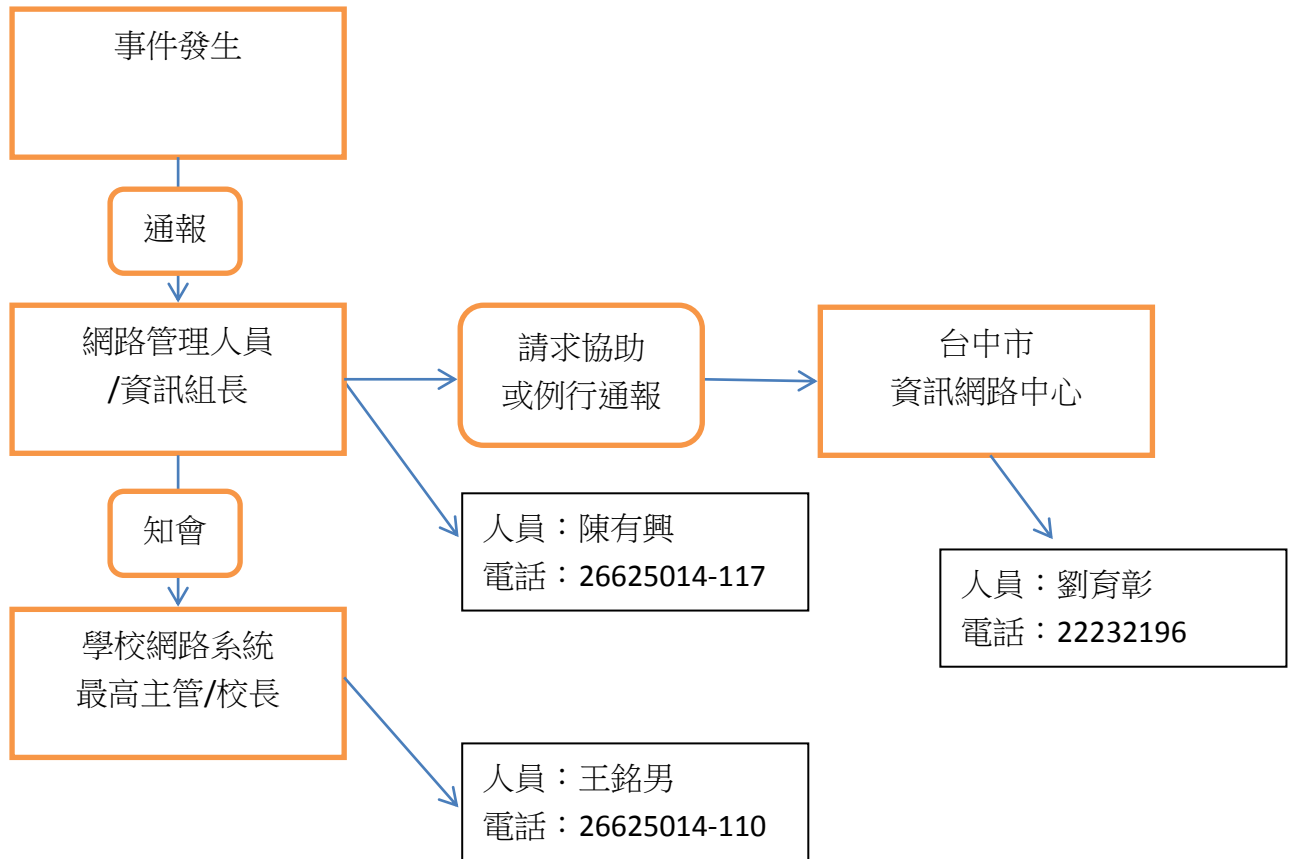 事件發生
通報
網路管理人員
/資訊組長
請求協助
或例行通報
台中市
資訊網路中心
人員：陳有興
電話：26625014-117
人員：劉育彰
電話：22232196
知會
學校網路系統
最高主管/校長
人員：王銘男
電話：26625014-110